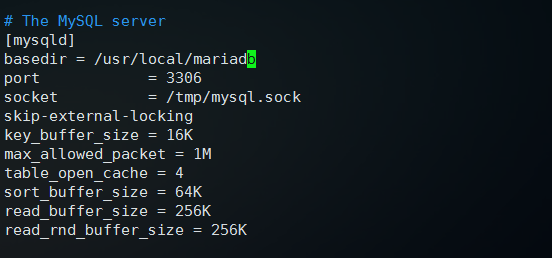 # The MySQL server
[mysqld]
basedir = /usr/local/mariadb
port            = 3306
socket          = /tmp/mysql.sock
skip-external-locking
key_buffer_size = 16K
max_allowed_packet = 1M
table_open_cache = 4
sort_buffer_size = 64K
read_buffer_size = 256K
read_rnd_buffer_size = 256K